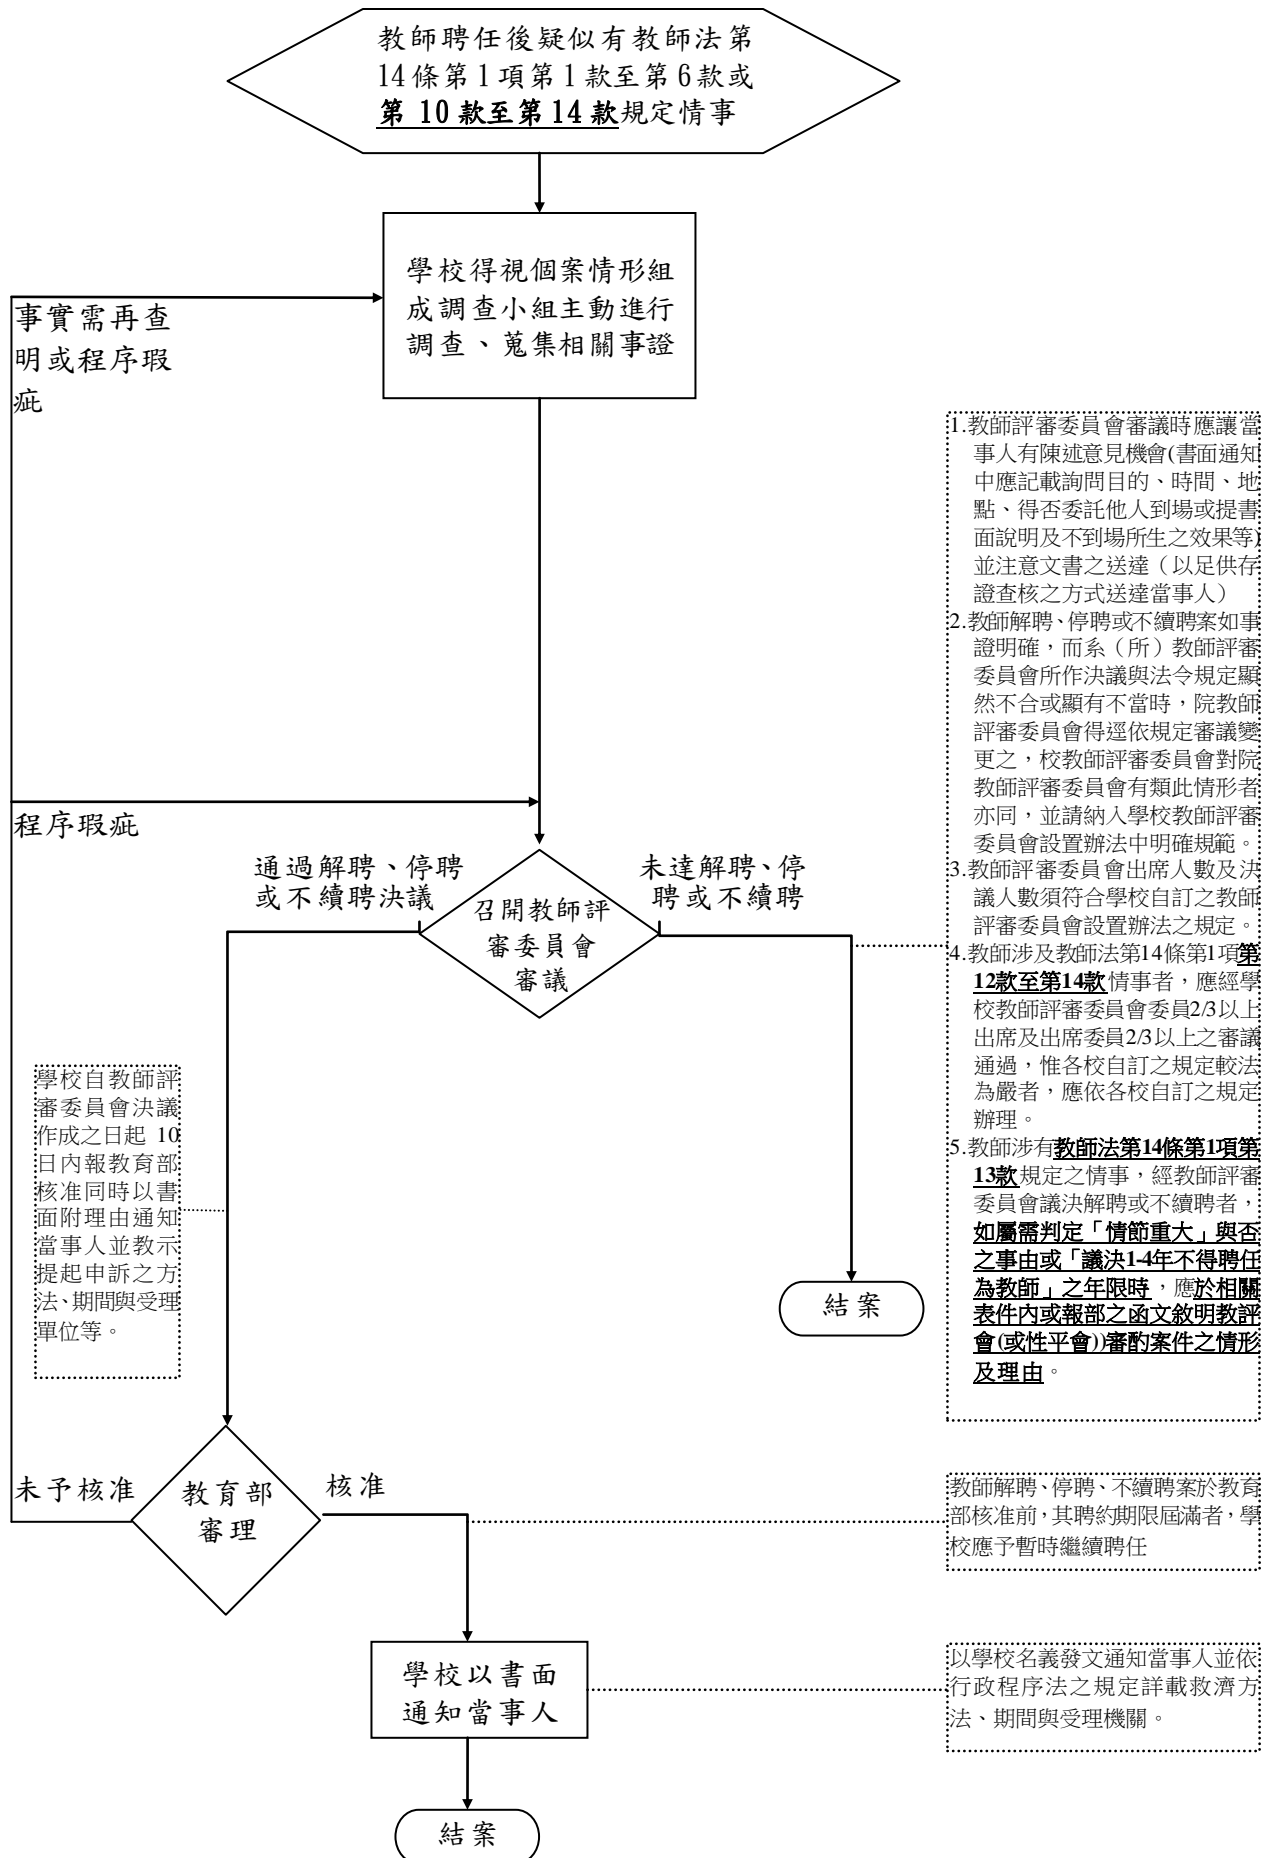 教師聘任後疑似有教師法第
14條第1項第1款至第6款或
第 10 款至第 14 款規定情事
學校得視個案情形組
成調查小組主動進行
調查、蒐集相關事證
事實需再查
明或程序瑕
疵
1.教師評審委員會審議時應讓當
事人有陳述意見機會(書面通知
中應記載詢問目的、時間、地
點、得否委託他人到場或提書
面說明及不到場所生之效果等)
並注意文書之送達（以足供存
證查核之方式送達當事人）
2.教師解聘、停聘或不續聘案如事
證明確，而系（所）教師評審
委員會所作決議與法令規定顯
然不合或顯有不當時，院教師
評審委員會得逕依規定審議變
更之，校教師評審委員會對院
教師評審委員會有類此情形者
亦同，並請納入學校教師評審
委員會設置辦法中明確規範。
3.教師評審委員會出席人數及決
議人數須符合學校自訂之教師
評審委員會設置辦法之規定。
4.教師涉及教師法第14條第1項第
12款至第14款情事者，應經學
校教師評審委員會委員2/3以上
出席及出席委員2/3以上之審議
通過，惟各校自訂之規定較法
為嚴者，應依各校自訂之規定
辦理。
5.教師涉有教師法第14條第1項第
13款規定之情事，經教師評審
委員會議決解聘或不續聘者，
如屬需判定「情節重大」與否
之事由或「議決1-4年不得聘任
為教師」之年限時，應於相關
表件內或報部之函文敘明教評
會(或性平會))審酌案件之情形
及理由。
程序瑕疵
通過解聘、停聘
或不續聘決議
未達解聘、停
聘或不續聘
召開教師評
審委員會
審議
學校自教師評
審委員會決議
作成之日起 10
日內報教育部
核准同時以書
面附理由通知
當事人並教示
提起申訴之方
法、期間與受理
單位等。
結案
未予核准
教育部
審理
核准
教師解聘、停聘、不續聘案於教育
部核准前，其聘約期限屆滿者，學
校應予暫時繼續聘任
學校以書面
通知當事人
以學校名義發文通知當事人並依
行政程序法之規定詳載救濟方
法、期間與受理機關。
結案